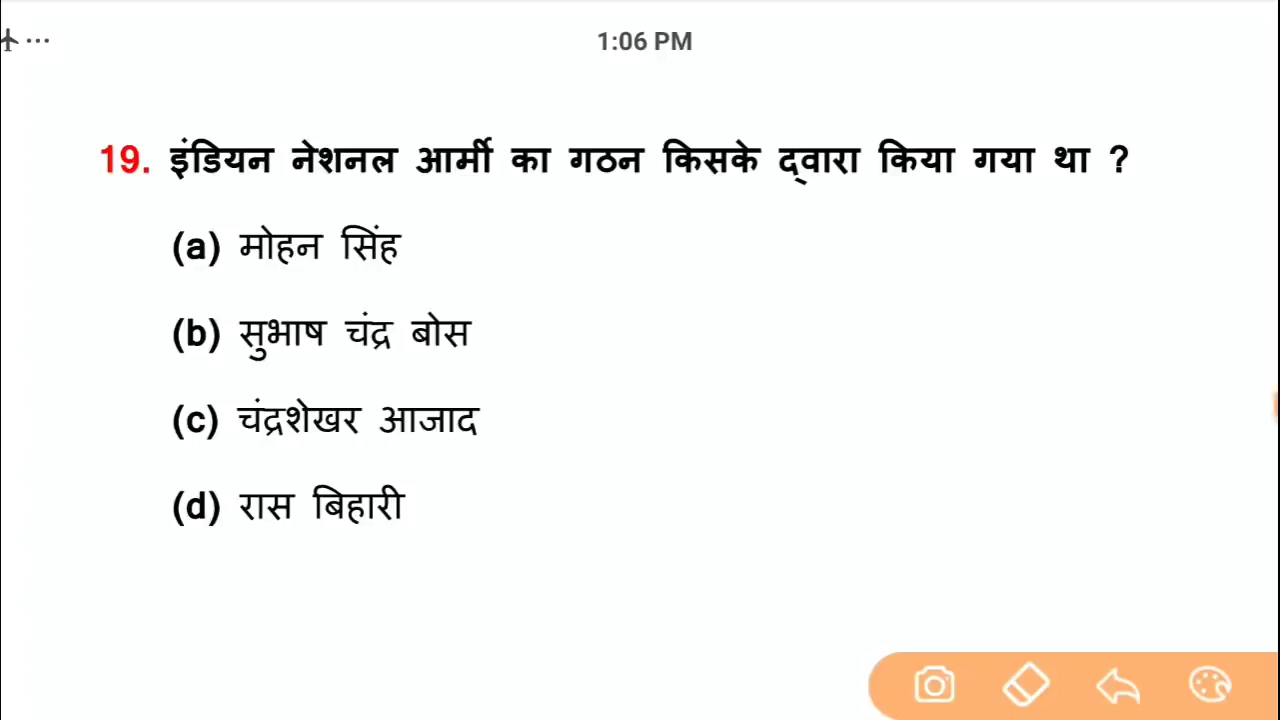 1:06 PM
19. इंडियन नेशनल आर्मी का गठन किसके द्वारा किया गया था ?
(a) मोहन सिंह
(b) सुभाष चंद्र बोस
(c) चंद्रशेखर आजाद
(d) रास बिहारी